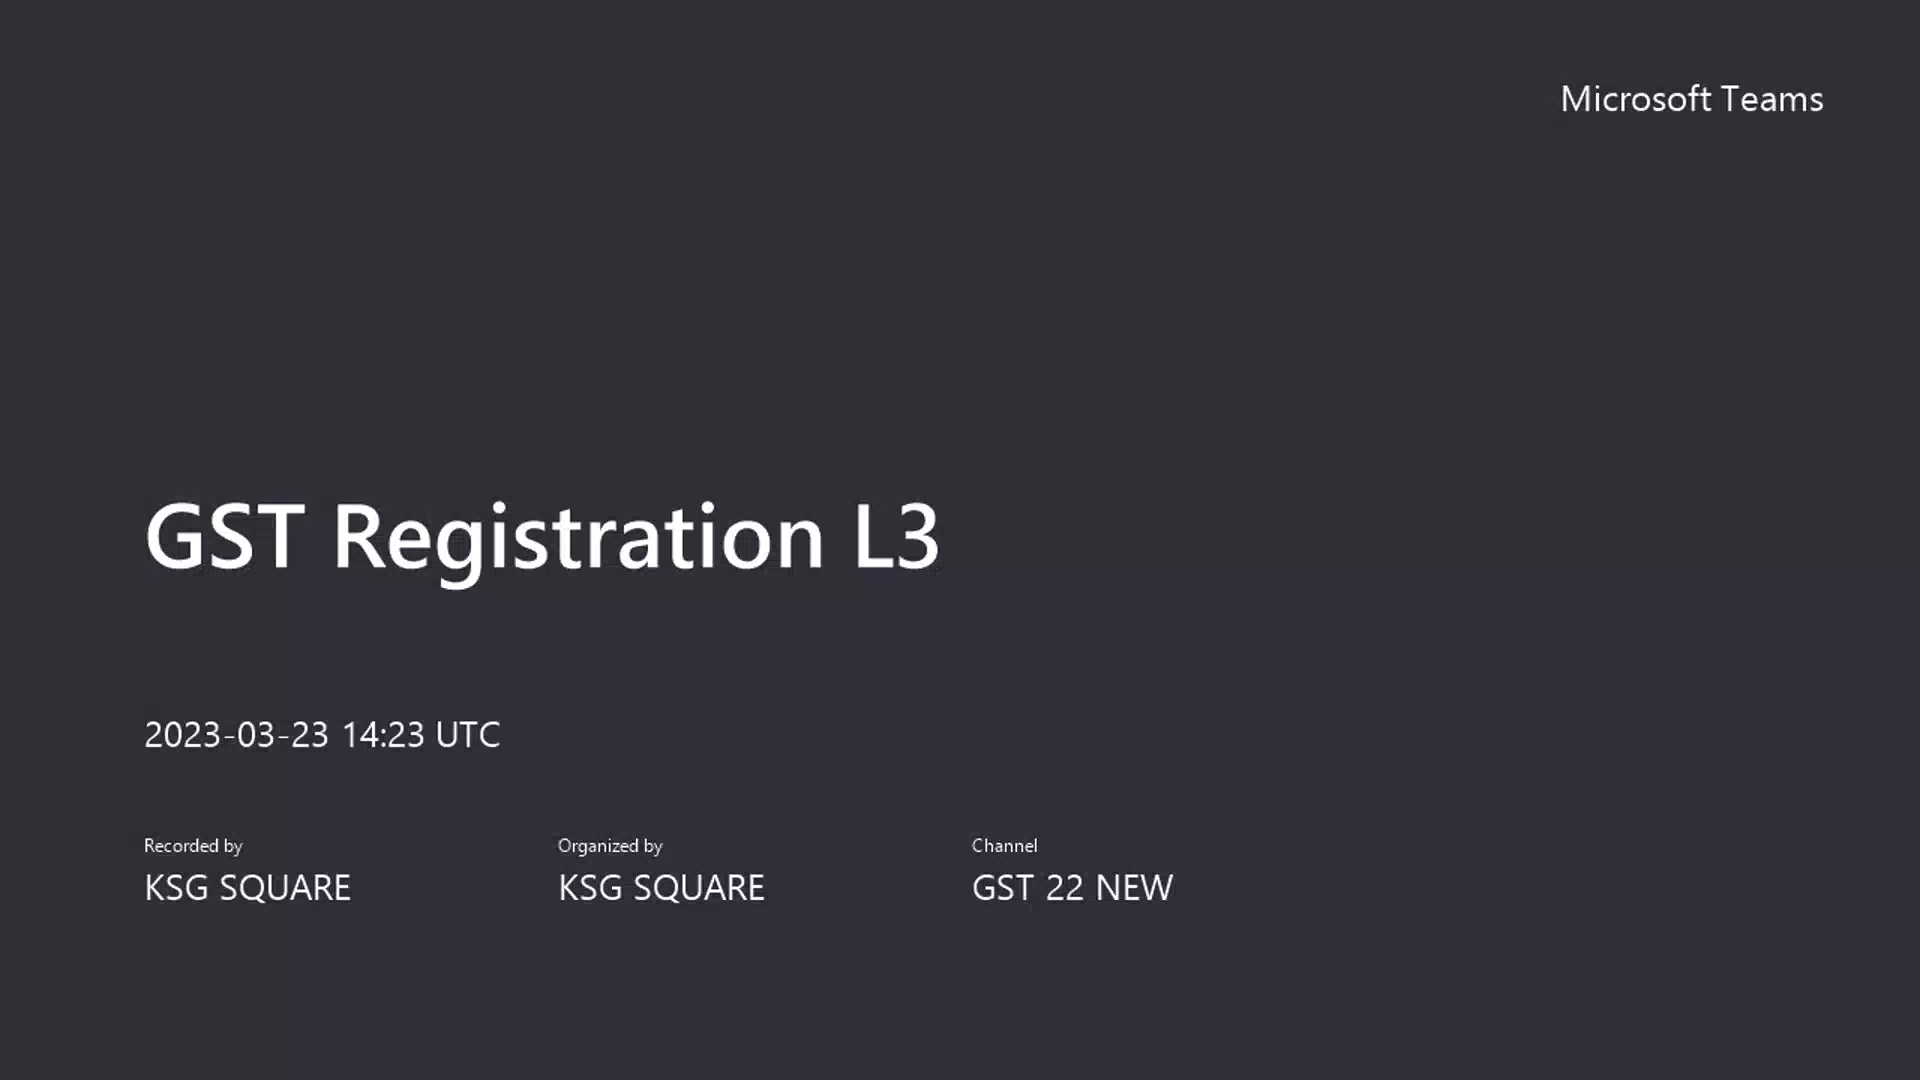 Microsoft Teams
GST Registration L3
2023-03-23 14:23 UTC
Recorded by
KSG SQUARE
Organized by
KSG SQUARE
Channel
GST 22 NEW